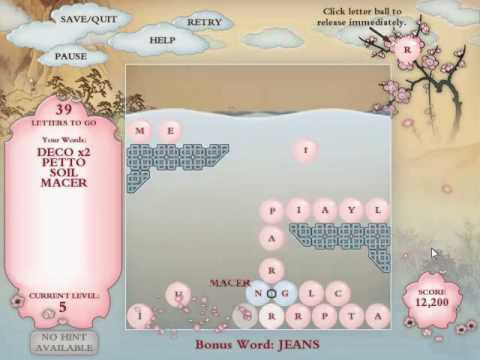 SAVE/QUIT
RETRY
HELP
PAUSE
Click letter ball to
release immediately.
R
39
LETTERS TO GO
Your Words:
DECO x2
PETTO
SOIL
MACER
M E
I
P I A Y L
A
R
MACER
N O G L C
I U R R P T A
CURRENT LEVEL:
5
NO HINT
AVAILABLE
SCORE
12,200
Bonus Word: JEANS